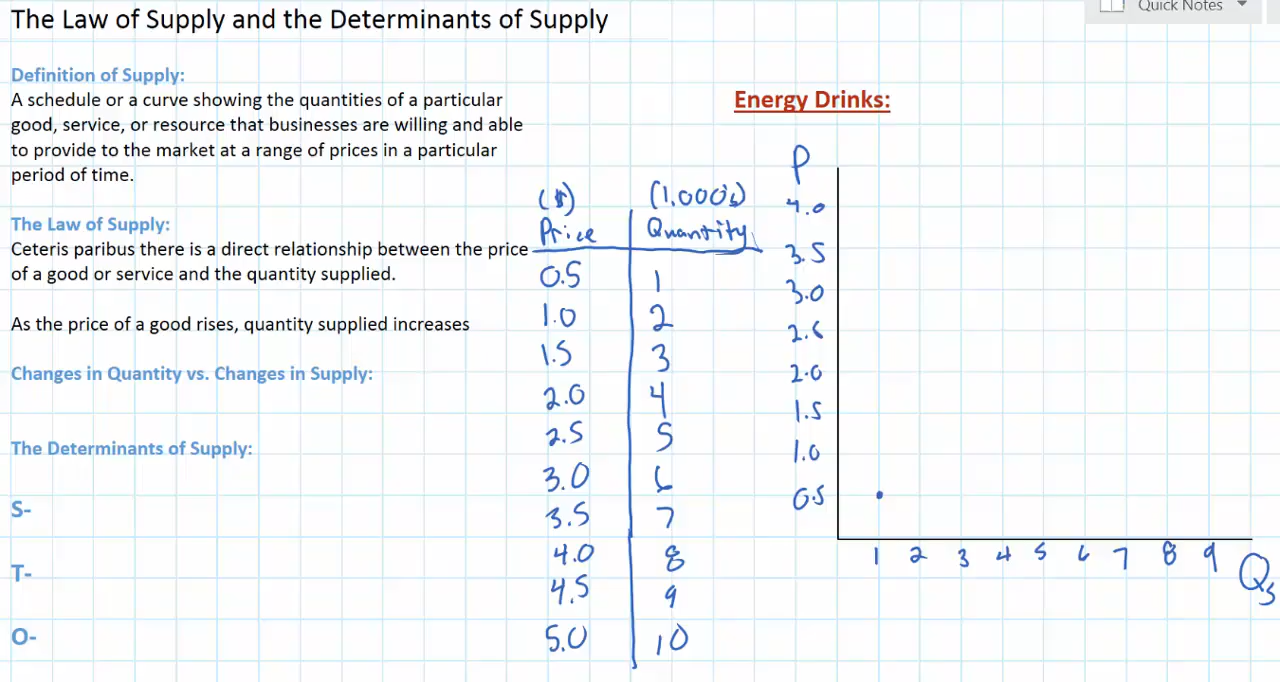 The Law of Supply and the Determinants of Supply
Quick Notes
Definition of Supply:
A schedule or a curve showing the quantities of a particular
good, service, or resource that businesses are willing and able
to provide to the market at a range of prices in a particular
period of time.
The Law of Supply:
Ceteris paribus there is a direct relationship between the price
of a good or service and the quantity supplied.
As the price of a good rises, quantity supplied increases
Changes in Quantity vs. Changes in Supply:
The Determinants of Supply:
S-
T-
O-
($) (1,000's)
Price Quantity
0.5 1
1.0 2
1.5 3
2.0 4
2.5 5
3.0 6
3.5 7
4.0 8
4.5 9
5.0 10
Energy Drinks:
P
4.0
3.5
3.0
2.5
2.0
1.5
1.0
0.5
1 2 3 4 5 6 7 8 9
Qs